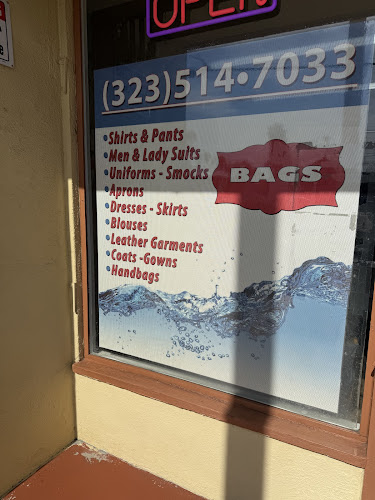 OPEN
(323)514•7033
•Shirts & Pants
•Men & Lady Suits
•Uniforms - Smocks
•Aprons
•Dresses - Skirts
•Blouses
•Leather Garments
•Coats -Gowns
•Handbags
BAGS